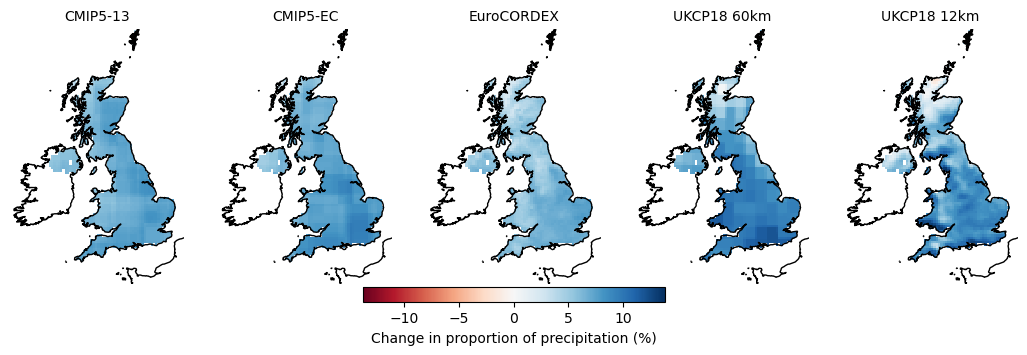 CMIP5-13 CMIP5-EC EuroCORDEX UKCP18 60km UKCP18 12km
−10 −5 0 5 10
Change in proportion of precipitation (%)